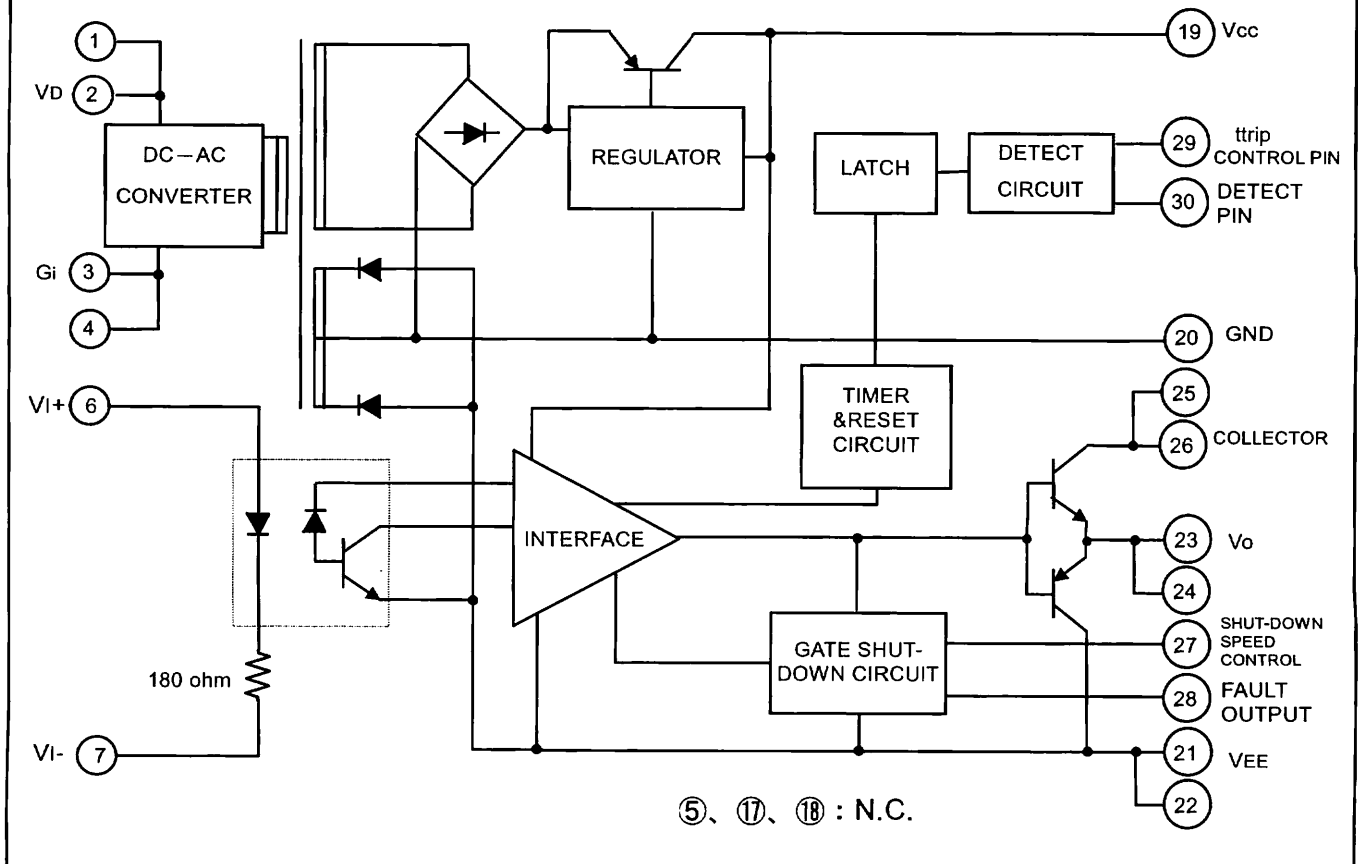 1
VD 2
DC−AC
CONVERTER
Gi 3
4
VI+ 6
180 ohm
VI- 7
REGULATOR
LATCH
DETECT
CIRCUIT
TIMER
&RESET
CIRCUIT
INTERFACE
GATE SHUT-
DOWN CIRCUIT
19 Vcc
29 ttrip
CONTROL PIN
30 DETECT
PIN
20 GND
25
26 COLLECTOR
23 Vo
24
27 SHUT-DOWN
SPEED
CONTROL
28 FAULT
OUTPUT
21 VEE
22
⑤、⑰、⑱ : N.C.